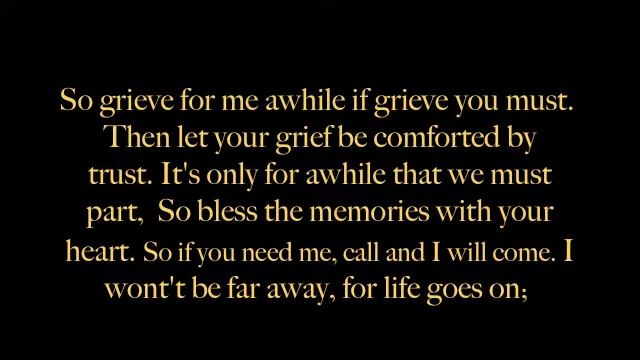 So grieve for me awhile if grieve you must.
Then let your grief be comforted by
trust. It's only for awhile that we must
part,  So bless the memories with your
heart. So if you need me, call and I will come. I
wont't be far away, for life goes on;